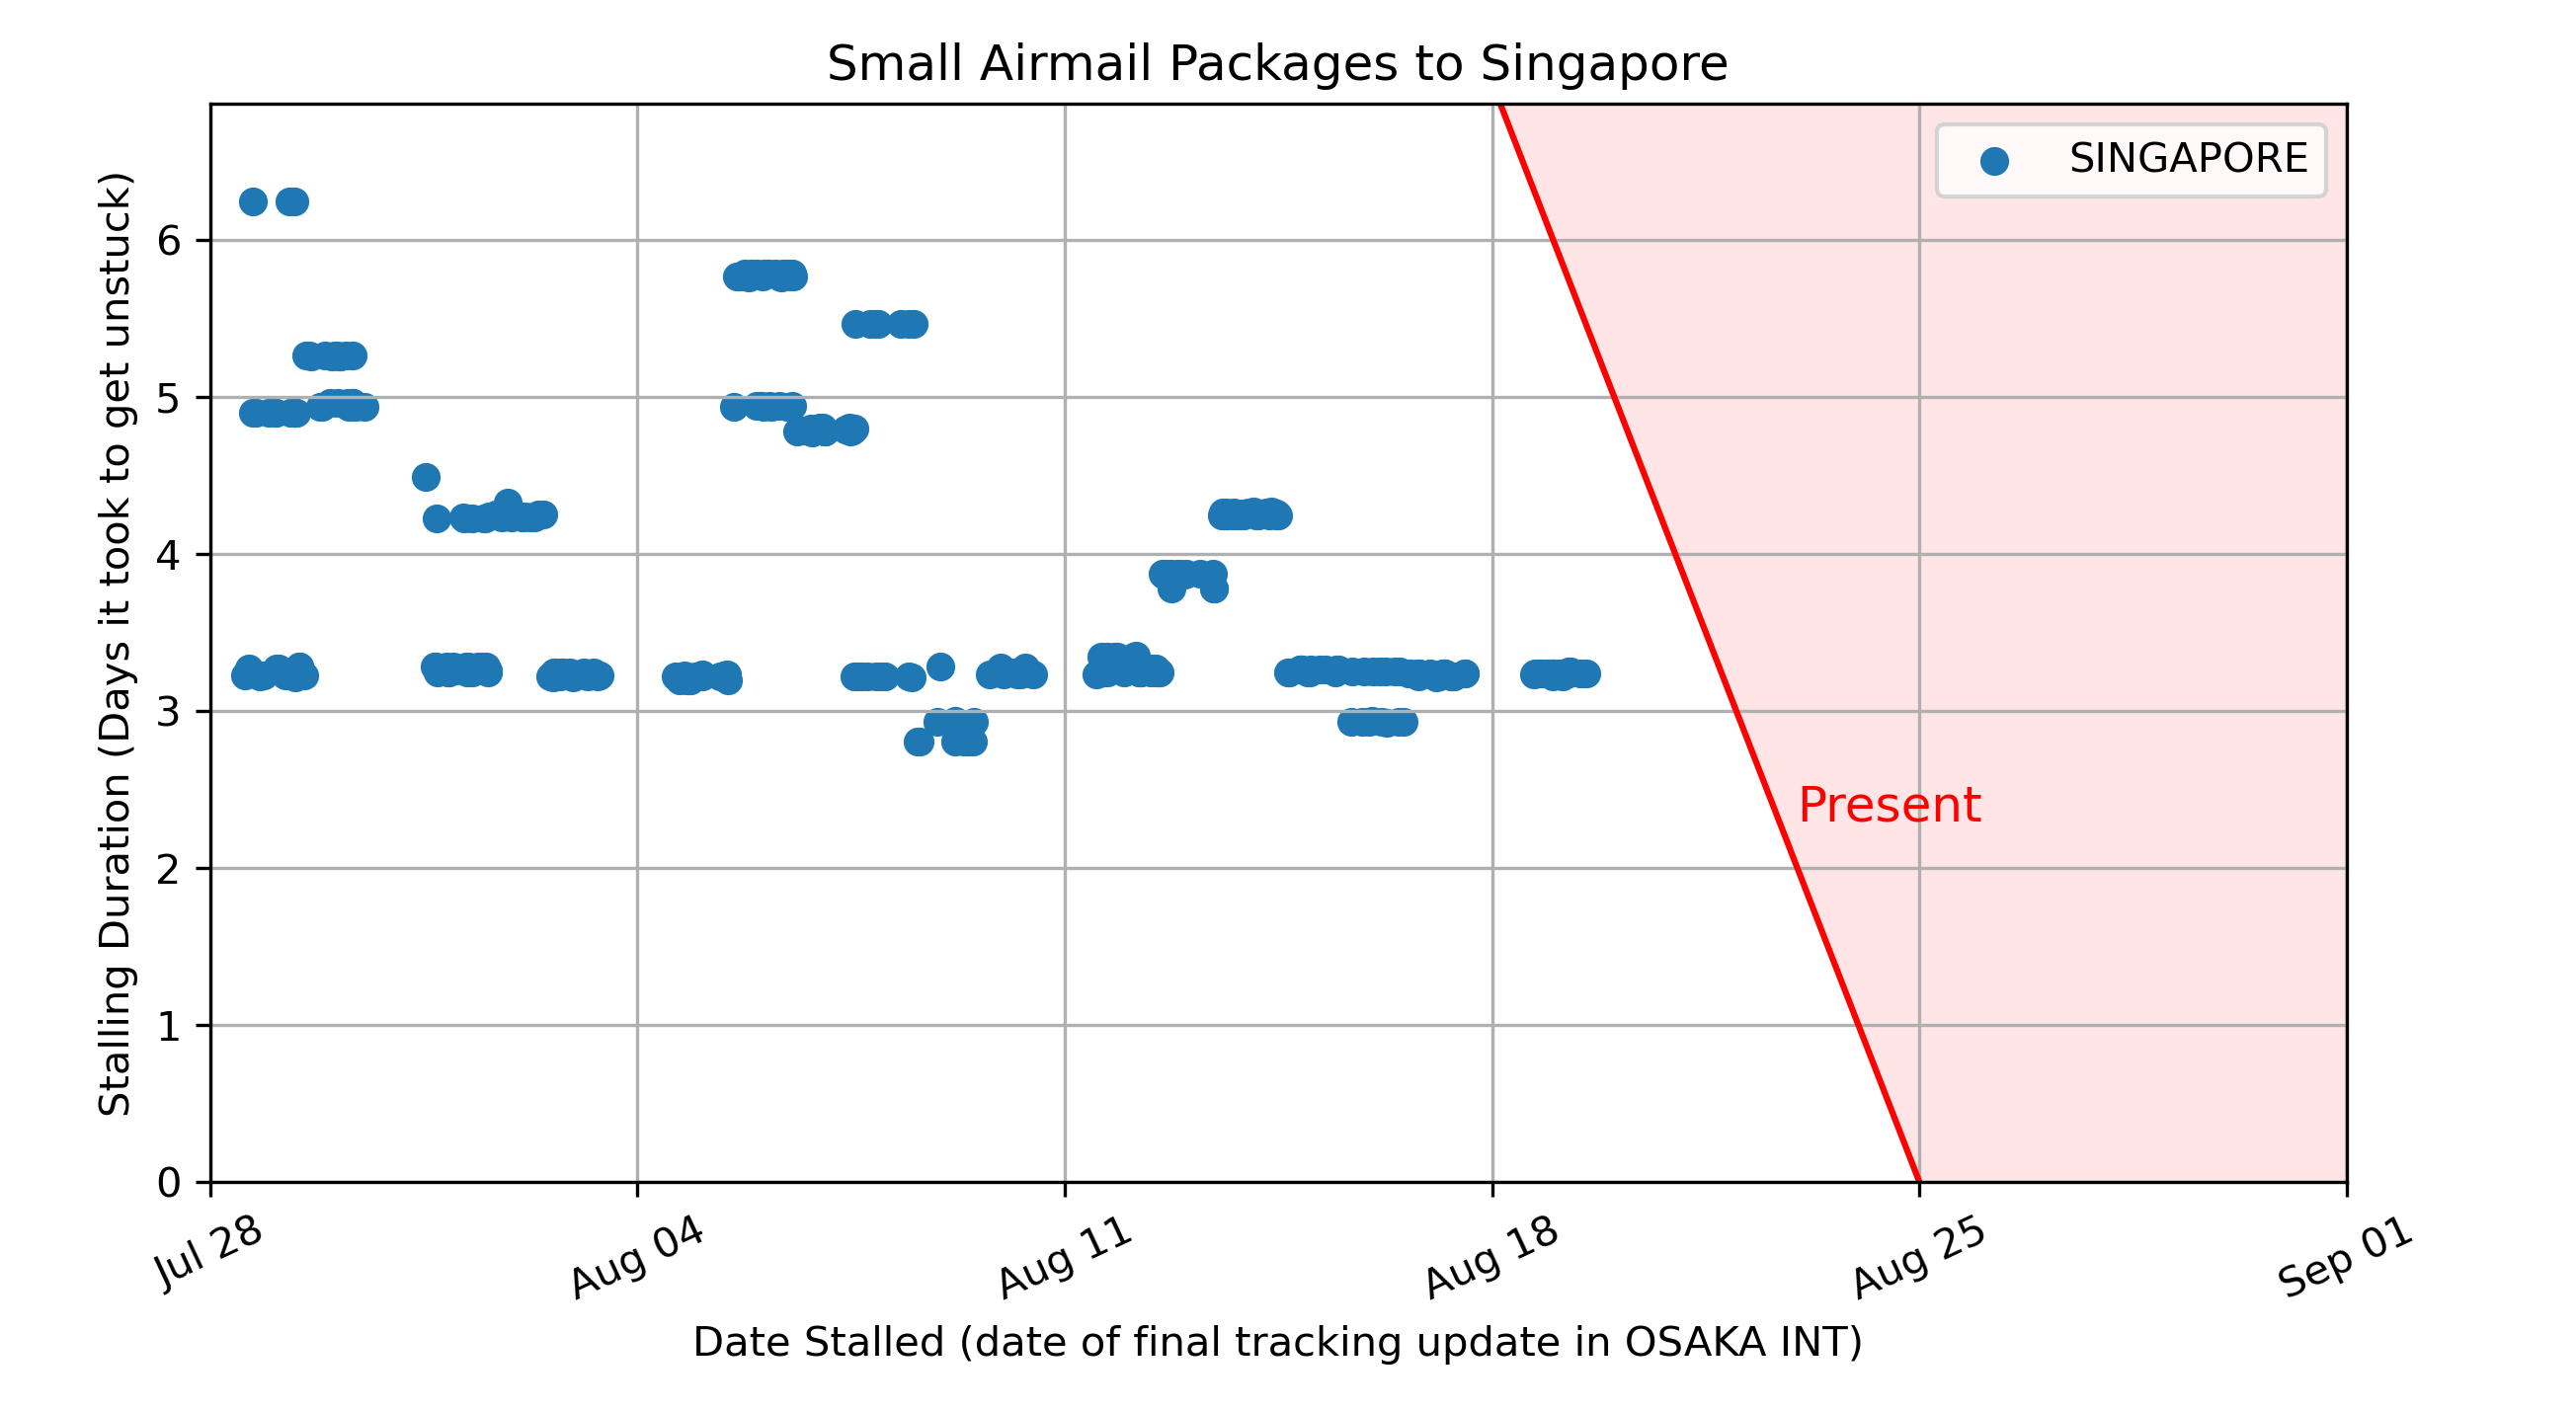 Small Airmail Packages to Singapore
SINGAPORE
Stalling Duration (Days it took to get unstuck)
6
5
4
3
2
1
0
Present
Jul 28
Aug 04
Aug 11
Aug 18
Aug 25
Sep 01
Date Stalled (date of final tracking update in OSAKA INT)